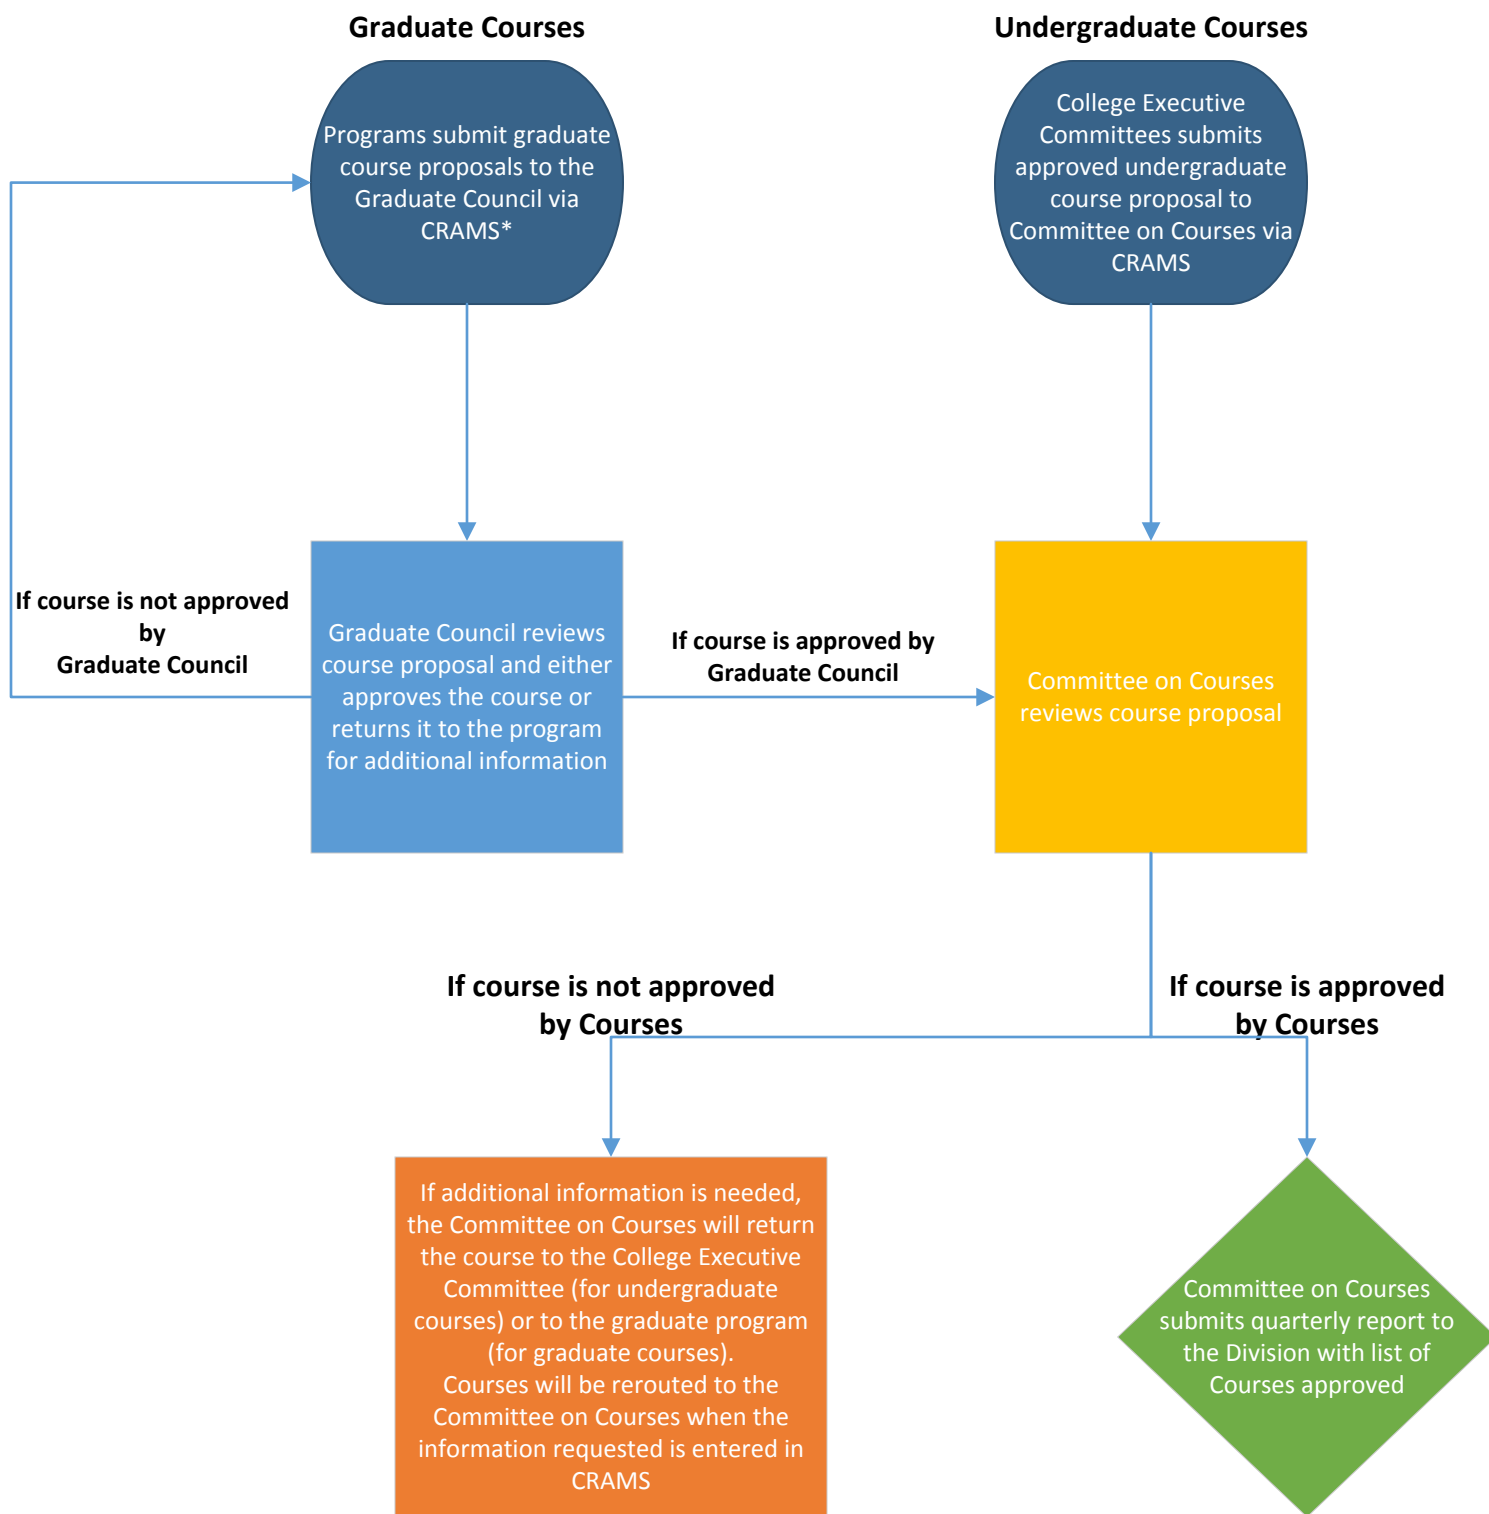 Graduate Courses
Undergraduate Courses
Programs submit graduate
course proposals to the
Graduate Council via
CRAMS*
College Executive
Committees submits
approved undergraduate
course proposal to
Committee on Courses via
CRAMS
If course is not approved
by
Graduate Council
Graduate Council reviews
course proposal and either
approves the course or
returns it to the program
for additional information
If course is approved by
Graduate Council
Committee on Courses
reviews course proposal
If course is not approved
by Courses
If course is approved
by Courses
If additional information is needed,
the Committee on Courses will return
the course to the College Executive
Committee (for undergraduate
courses) or to the graduate program
(for graduate courses).
Courses will be rerouted to the
Committee on Courses when the
information requested is entered in
CRAMS
Committee on Courses
submits quarterly report to
the Division with list of
Courses approved